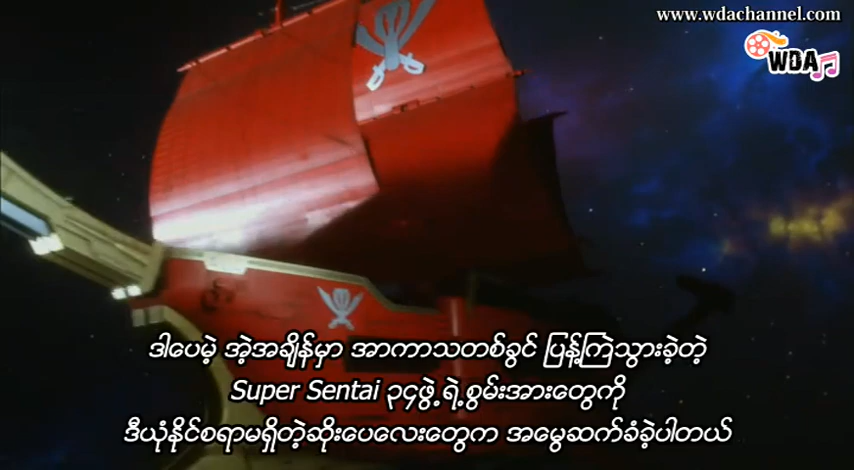 www.wdachannel.com
WDA
ဒါပေမဲ့ အဲ့အချိန်မှာ အာကာသတစ်ခွင် ပြန့်ကြဲသွားခဲ့တဲ့
Super Sentai ၃၄ဖွဲ့ရဲ့စွမ်းအားတွေကို
ဒီယုံနိုင်စရာမရှိတဲ့ဆိုးပေလေးတွေက အမွေဆက်ခံခဲ့ပါတယ်